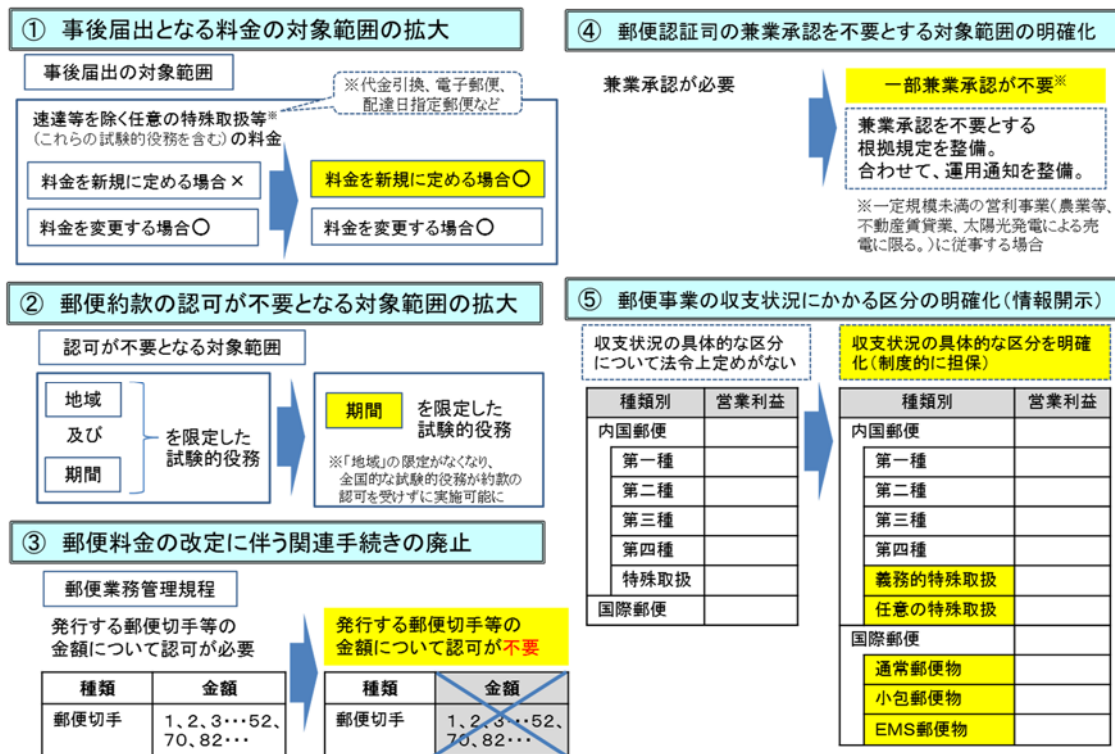 ① 事後届出となる料金の対象範囲の拡大
事後届出の対象範囲
※代金引換、電子郵便、
配達日指定郵便など
速達等を除く任意の特殊取扱等※
(これらの試験的役務を含む)の料金
料金を新規に定める場合×
料金を変更する場合○
料金を新規に定める場合○
料金を変更する場合○
② 郵便約款の認可が不要となる対象範囲の拡大
認可が不要となる対象範囲
地域
及び
期間
を限定した
試験的役務
期間
を限定した
試験的役務
※「地域」の限定がなくなり、
全国的な試験的役務が約款の
認可を受けずに実施可能に
③ 郵便料金の改定に伴う関連手続きの廃止
郵便業務管理規程
発行する郵便切手等の
金額について認可が必要
種類 金額
郵便切手 1、2、3・・・52、
70、82・・・
発行する郵便切手等の
金額について認可が不要
種類 金額
郵便切手 1、2、3・・・52、
70、82・・・
④ 郵便認証司の兼業承認を不要とする対象範囲の明確化
兼業承認が必要
一部兼業承認が不要※
兼業承認を不要とする
根拠規定を整備。
合わせて、運用通知を整備。
※一定規模未満の営利事業(農業等、
不動産賃貸業、太陽光発電による売
電に限る。)に従事する場合
⑤ 郵便事業の収支状況にかかる区分の明確化(情報開示)
収支状況の具体的な区分
について法令上定めがない
種類別 営業利益
内国郵便
第一種
第二種
第三種
第四種
特殊取扱
国際郵便
収支状況の具体的な区分を明確
化(制度的に担保)
種類別 営業利益
内国郵便
第一種
第二種
第三種
第四種
義務的特殊取扱
任意の特殊取扱
国際郵便
通常郵便物
小包郵便物
EMS郵便物